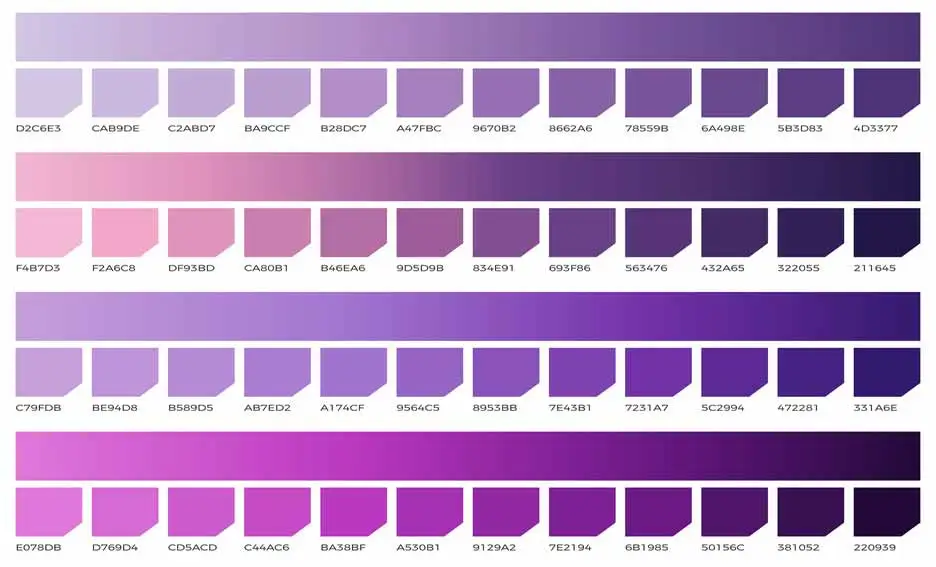 D2C6E3 CAB9DE C2ABD7 BA9CCF B28DC7 A47FBC 9670B2 8662A6 78559B 6A498E 5B3D83 4D3377
F4B7D3 F2A6C8 DF93BD CA80B1 B46EA6 9D5D9B 834E91 693F86 563476 432A65 322055 211645
C79FDB BE94D8 B589D5 AB7ED2 A174CF 9564C5 8953BB 7E43B1 7231A7 5C2994 472281 331A6E
E078DB D769D4 CD5ACD C44AC6 BA38BF A530B1 9129A2 7E2194 6B1985 50156C 381052 220939